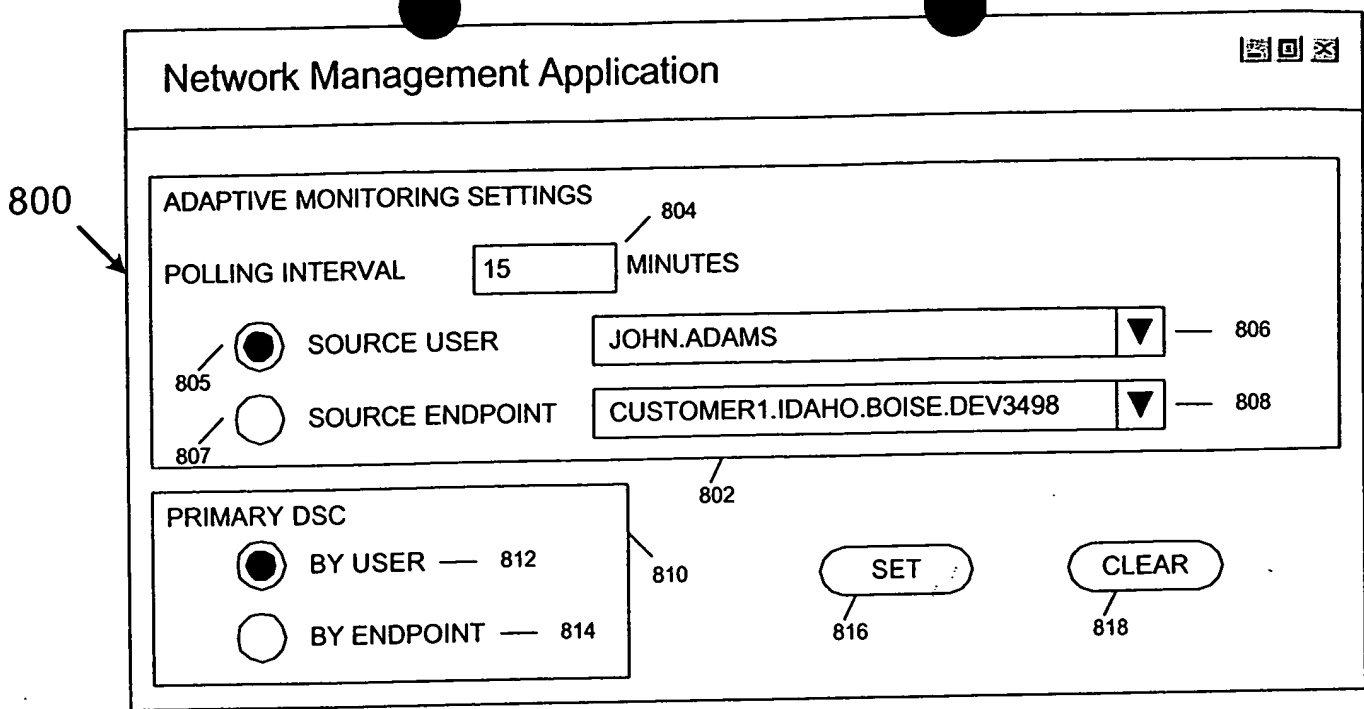 Network Management Application
800
ADAPTIVE MONITORING SETTINGS
804
POLLING INTERVAL 15 MINUTES
805 SOURCE USER JOHN.ADAMS 806
807 SOURCE ENDPOINT CUSTOMER1.IDAHO.BOISE.DEV3498 808
802
PRIMARY DSC
BY USER 812
810
BY ENDPOINT 814
SET
816
CLEAR
818